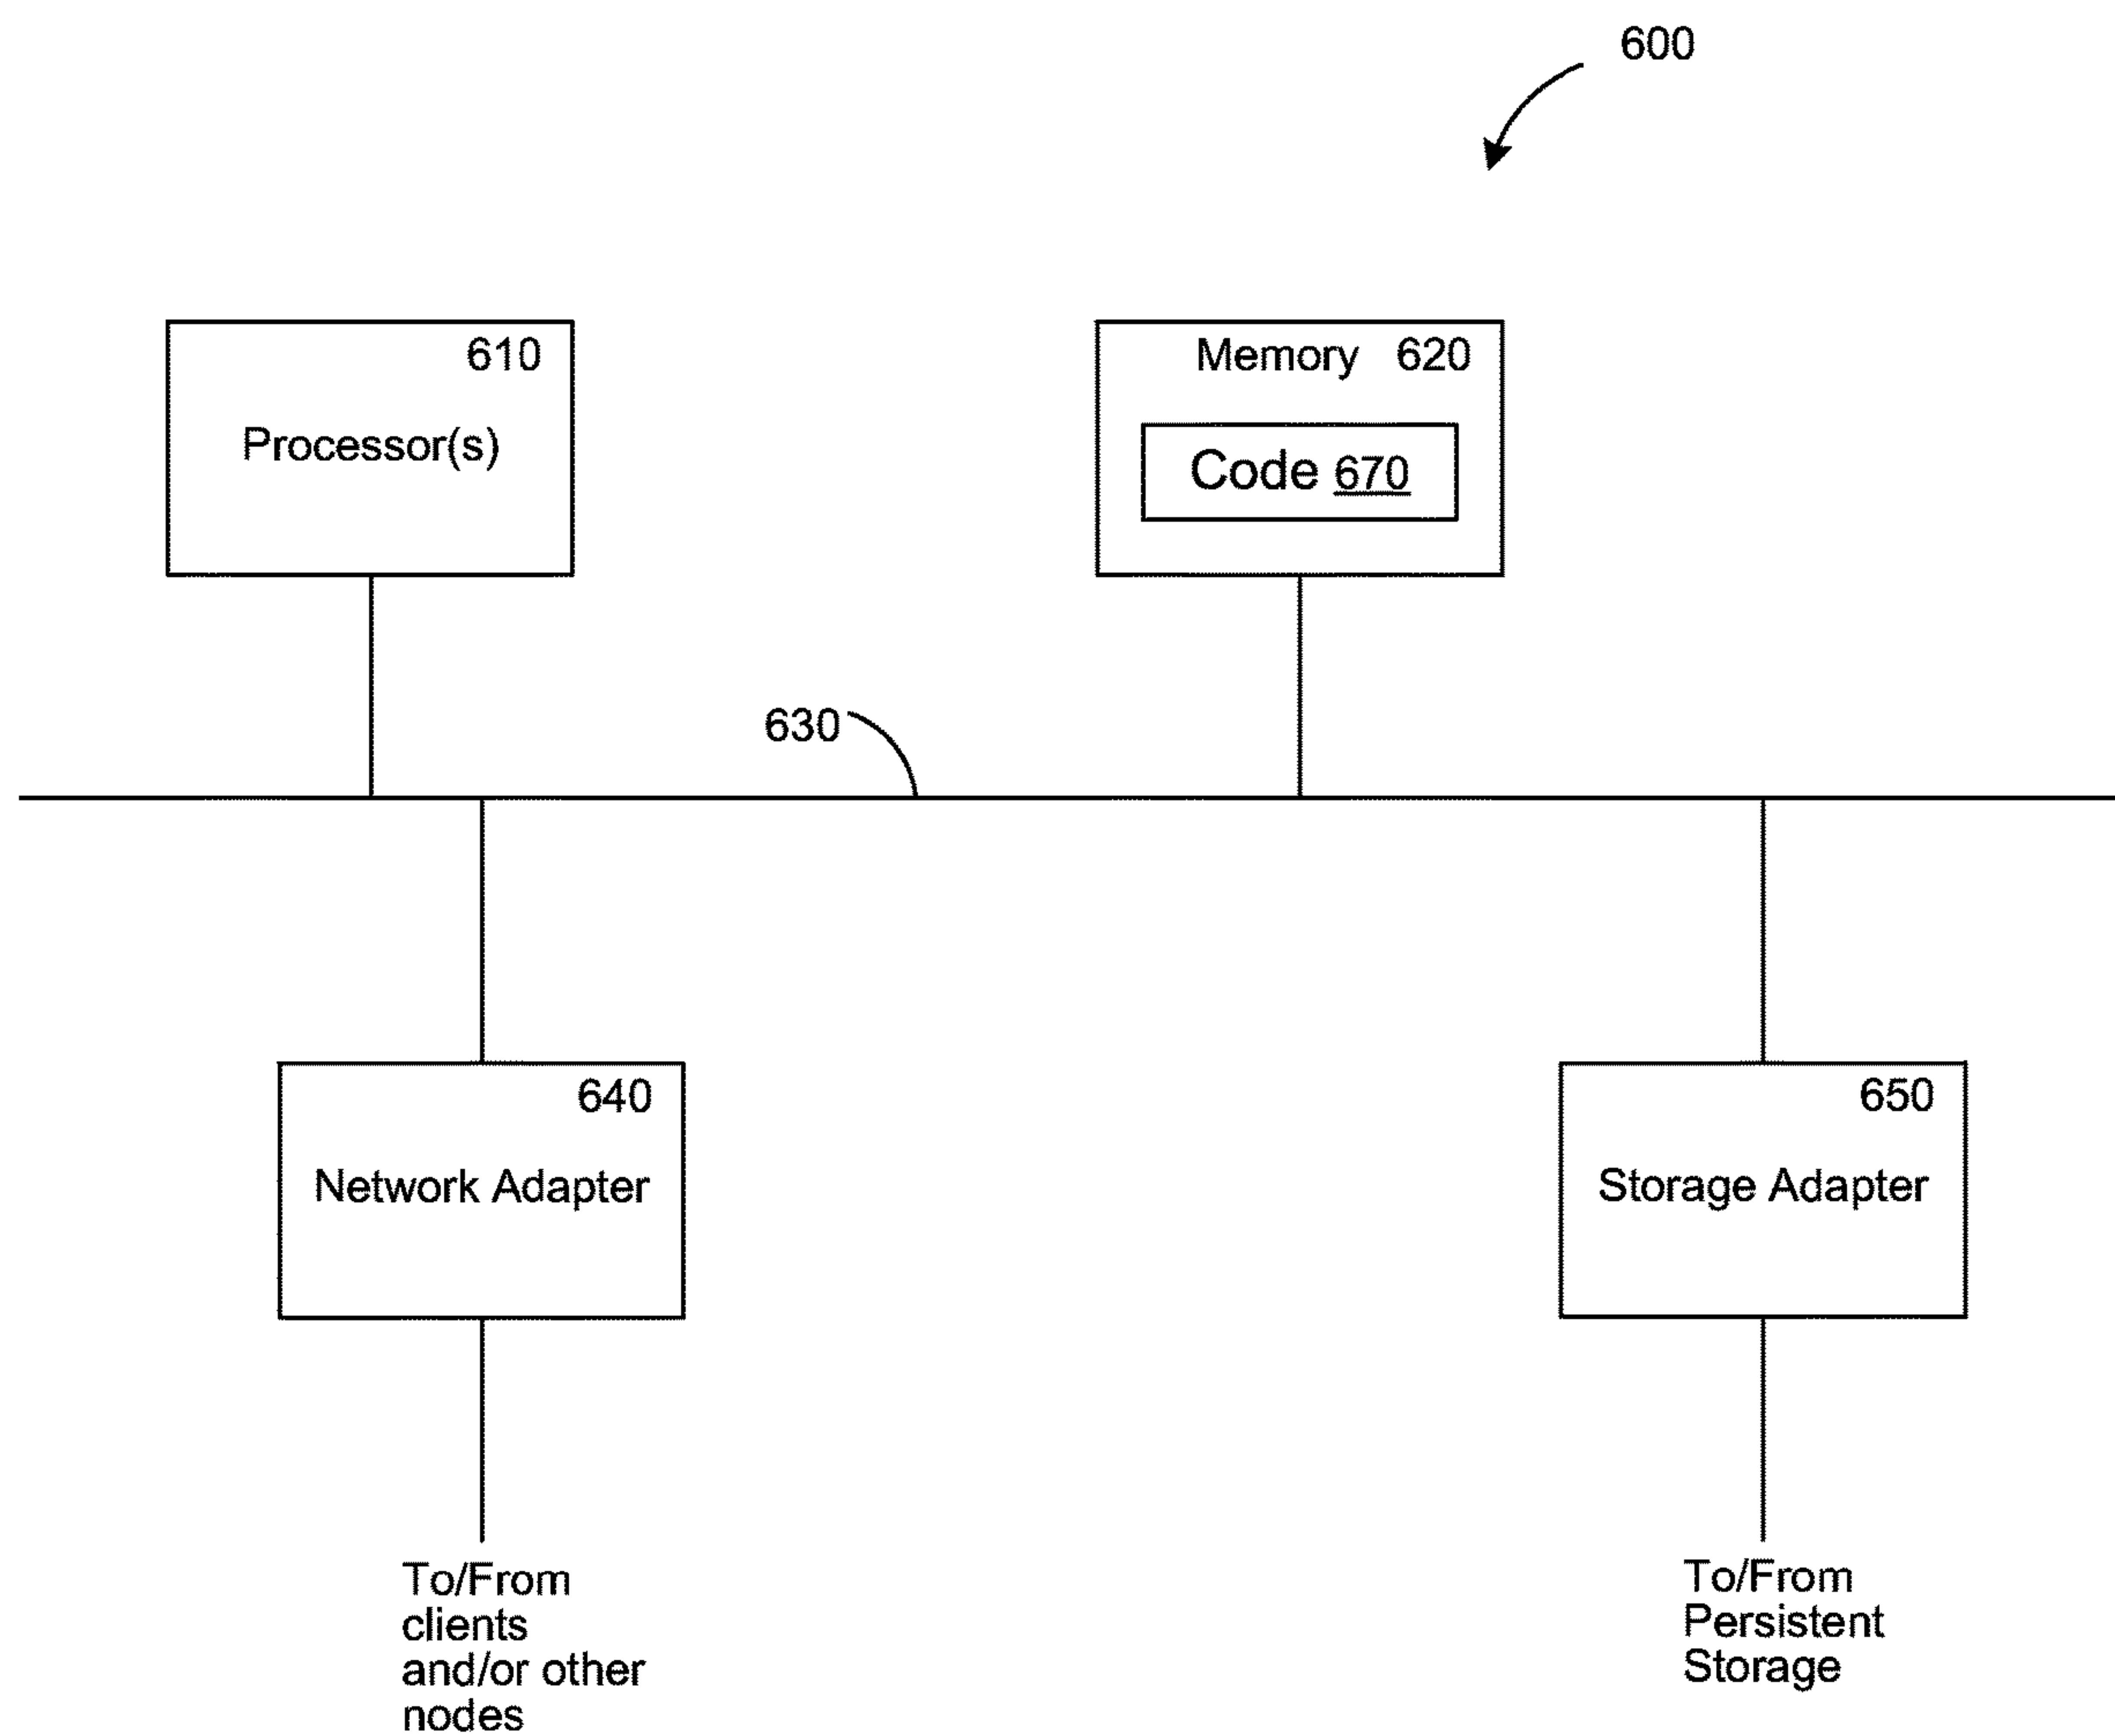 600
610
Processor(s)
Memory 620
Code 670
630
640
Network Adapter
650
Storage Adapter
To/From
clients
and/or other
nodes
To/From
Persistent
Storage